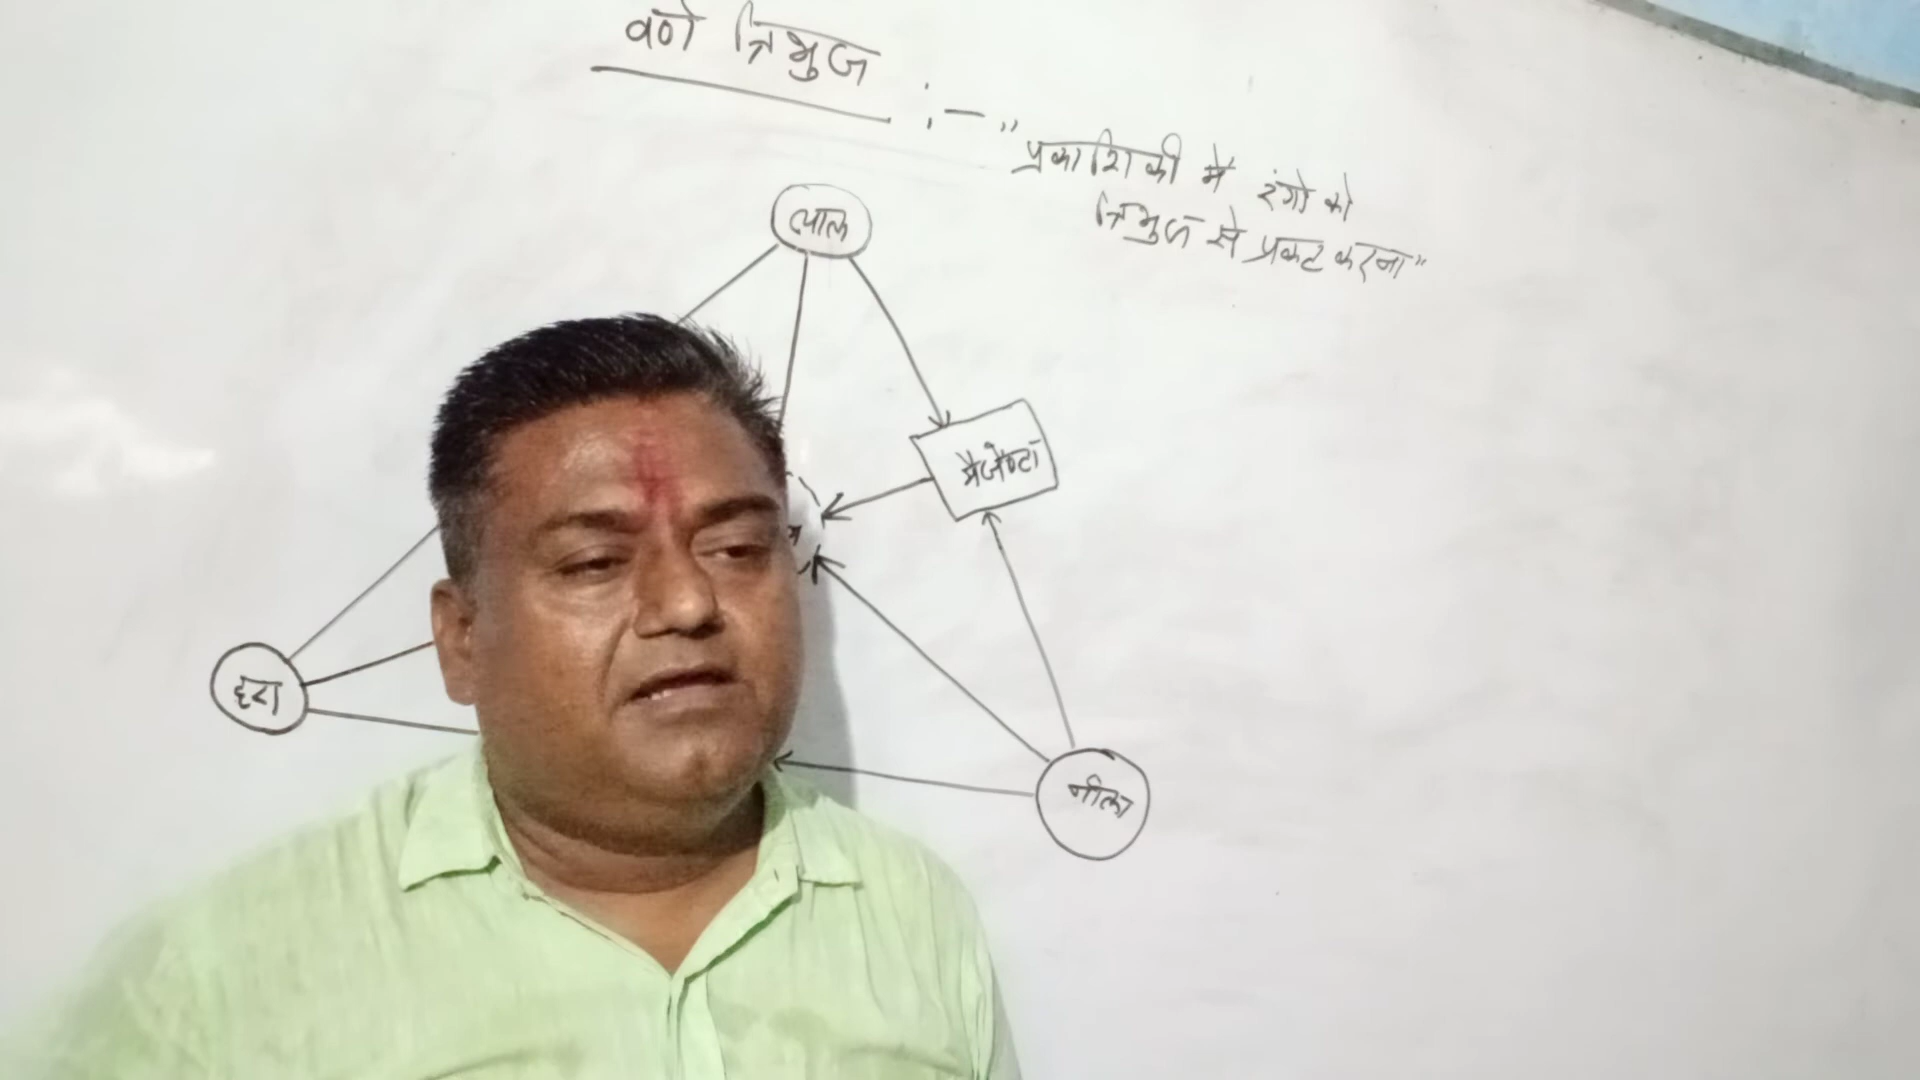 वर्ण त्रिभुज :- "प्रकाशिकी में रंगो को
त्रिभुज से प्रकट करना"
लाल
मैजेण्टा
हरा
नीला